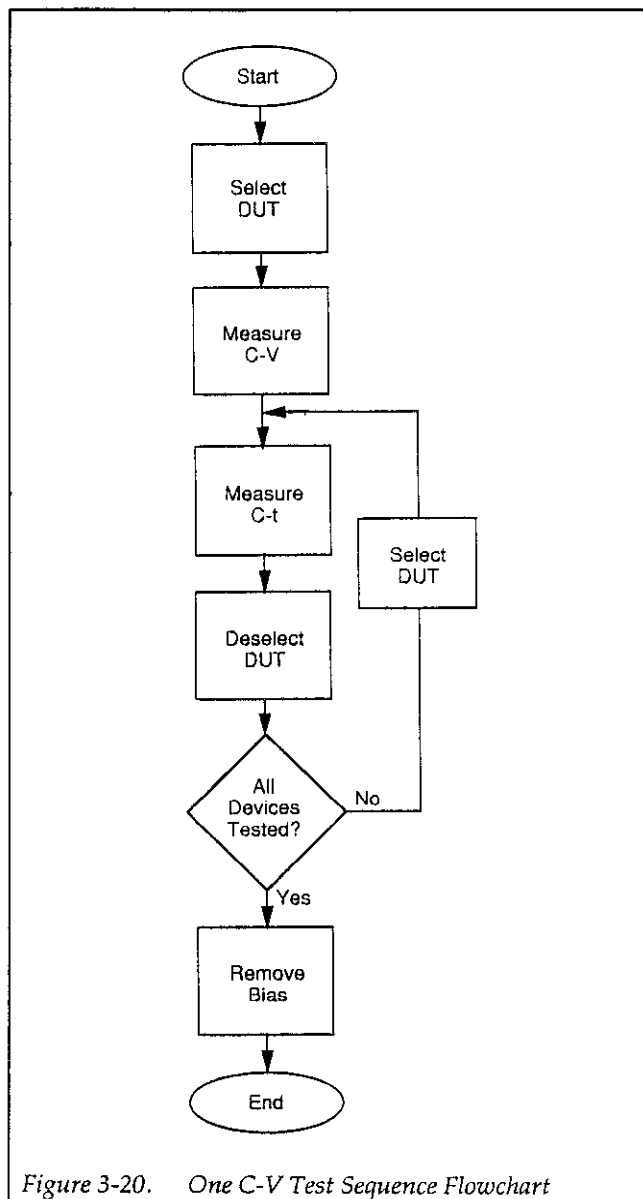 Start
Select
DUT
Measure
C-V
Measure
C-t
Select
DUT
Deselect
DUT
All
Devices
Tested?
No
Yes
Remove
Bias
End
Figure 3-20. One C-V Test Sequence Flowchart